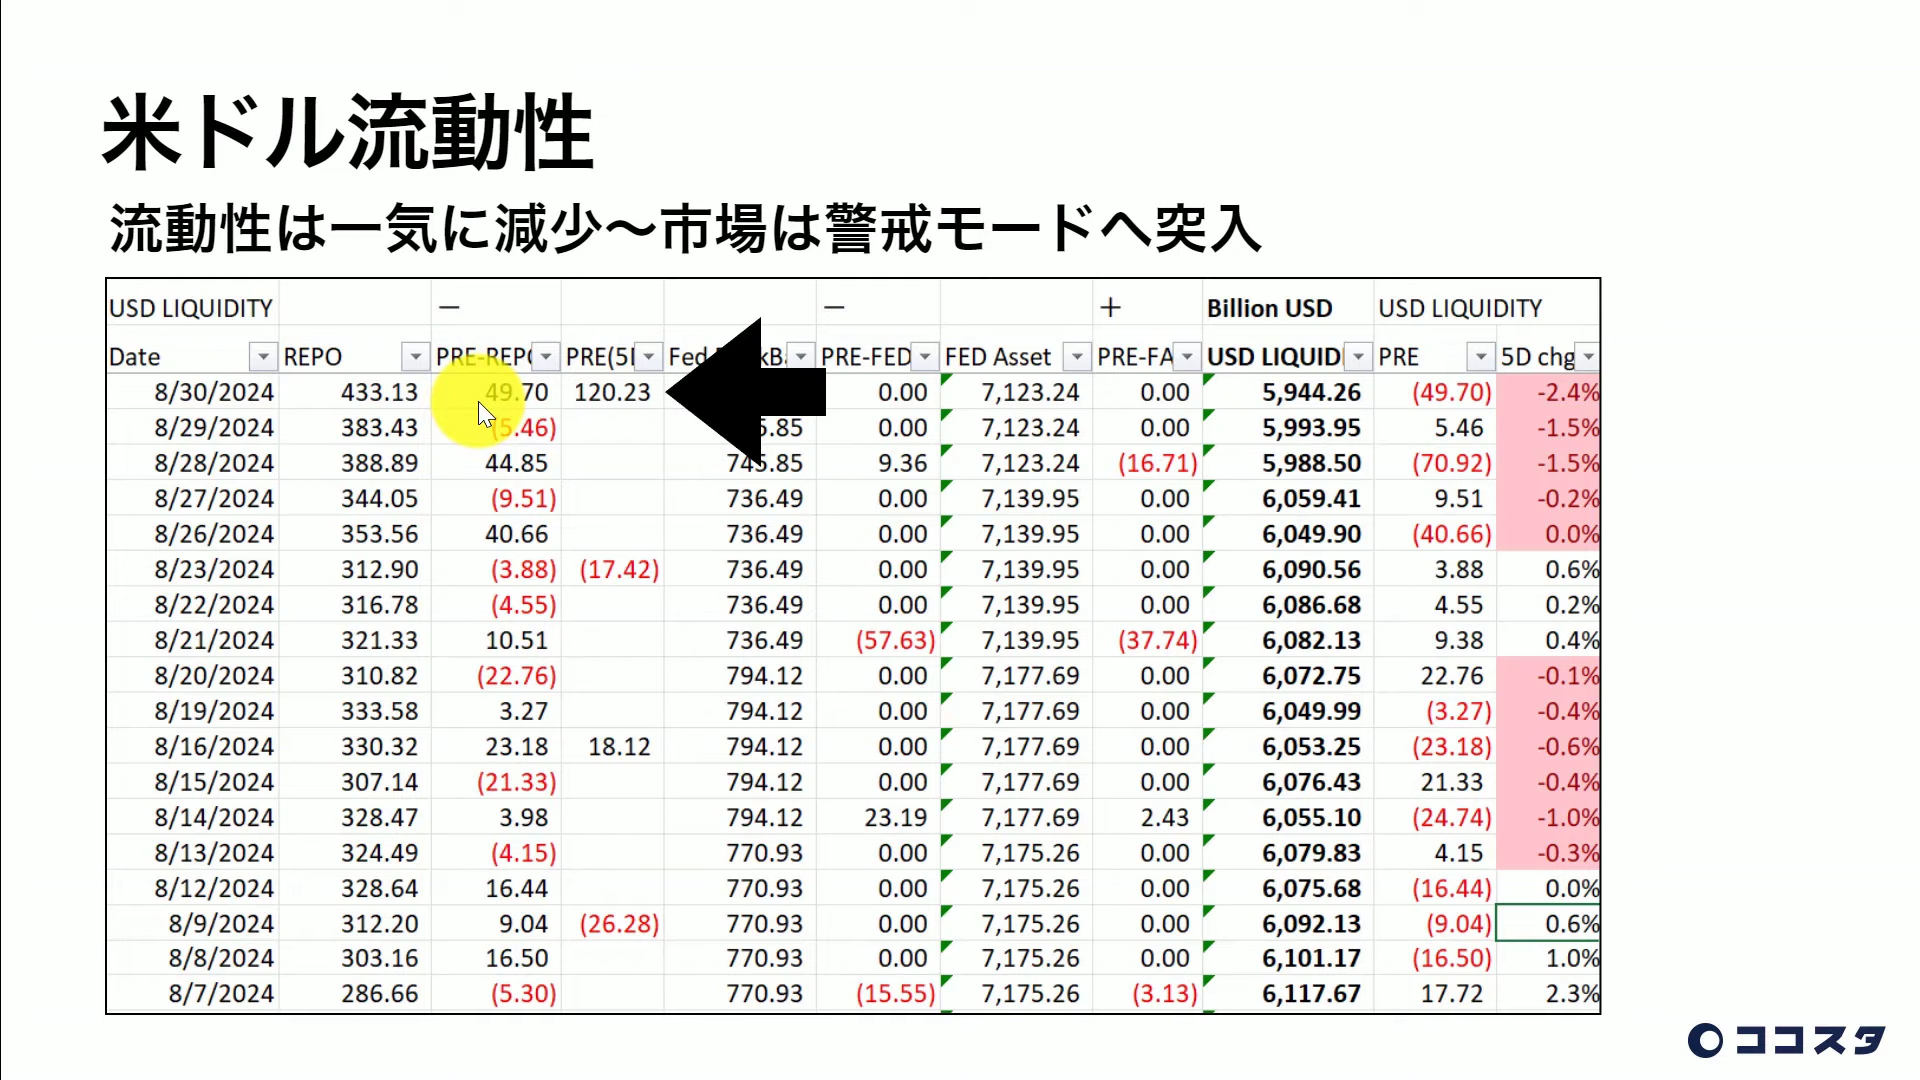 米ドル流動性
流動性は一気に減少～市場は警戒モードへ突入
USD LIQUIDITY － － ＋ Billion USD USD LIQUIDITY
Date REPO PRE-REPO PRE(5D Fed PRE-FED FED Asset PRE-FA USD LIQUID PRE 5D chg
8/30/2024 433.13 49.70 120.23 0.00 7,123.24 0.00 5,944.26 (49.70) -2.4%
8/29/2024 383.43 (5.46) 5.85 0.00 7,123.24 0.00 5,993.95 5.46 -1.5%
8/28/2024 388.89 44.85 745.85 9.36 7,123.24 (16.71) 5,988.50 (70.92) -1.5%
8/27/2024 344.05 (9.51) 736.49 0.00 7,139.95 0.00 6,059.41 9.51 -0.2%
8/26/2024 353.56 40.66 736.49 0.00 7,139.95 0.00 6,049.90 (40.66) 0.0%
8/23/2024 312.90 (3.88) (17.42) 736.49 0.00 7,139.95 0.00 6,090.56 3.88 0.6%
8/22/2024 316.78 (4.55) 736.49 0.00 7,139.95 0.00 6,086.68 4.55 0.2%
8/21/2024 321.33 10.51 736.49 (57.63) 7,139.95 (37.74) 6,082.13 9.38 0.4%
8/20/2024 310.82 (22.76) 794.12 0.00 7,177.69 0.00 6,072.75 22.76 -0.1%
8/19/2024 333.58 3.27 794.12 0.00 7,177.69 0.00 6,049.99 (3.27) -0.4%
8/16/2024 330.32 23.18 18.12 794.12 0.00 7,177.69 0.00 6,053.25 (23.18) -0.6%
8/15/2024 307.14 (21.33) 794.12 0.00 7,177.69 0.00 6,076.43 21.33 -0.4%
8/14/2024 328.47 3.98 794.12 23.19 7,177.69 2.43 6,055.10 (24.74) -1.0%
8/13/2024 324.49 (4.15) 770.93 0.00 7,175.26 0.00 6,079.83 4.15 -0.3%
8/12/2024 328.64 16.44 770.93 0.00 7,175.26 0.00 6,075.68 (16.44) 0.0%
8/9/2024 312.20 9.04 (26.28) 770.93 0.00 7,175.26 0.00 6,092.13 (9.04) 0.6%
8/8/2024 303.16 16.50 770.93 0.00 7,175.26 0.00 6,101.17 (16.50) 1.0%
8/7/2024 286.66 (5.30) 770.93 (15.55) 7,175.26 (3.13) 6,117.67 17.72 2.3%
ココスタ